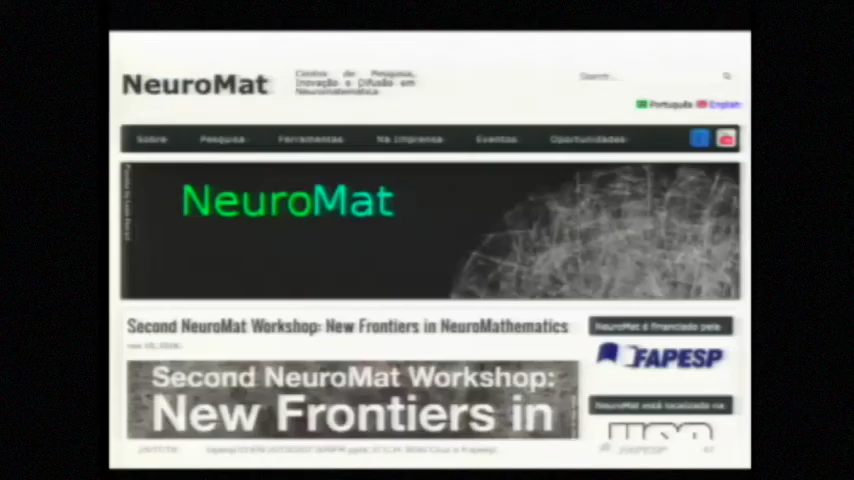 NeuroMat
Centro de Pesquisa,
Inovação e Difusão em
Neuromatemática
Search...
Português English
Sobre Pesquisa Ferramentas Na Imprensa Eventos Oportunidades
NeuroMat
Second NeuroMat Workshop: New Frontiers in NeuroMathematics
NeuroMat é financiado pela
FAPESP
Second NeuroMat Workshop:
New Frontiers in
NeuroMat está localizado na
USP
FAPESP